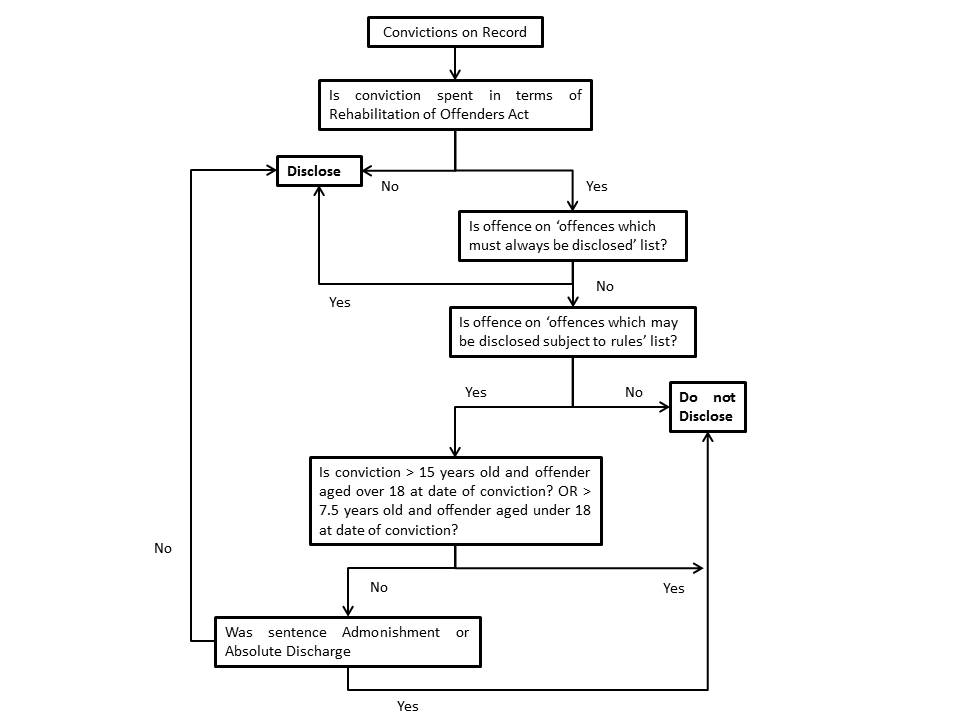 Convictions on Record
Is conviction spent in terms of
Rehabilitation of Offenders Act
Disclose
No
Yes
Is offence on ‘offences which
must always be disclosed’ list?
No
Yes
Is offence on ‘offences which may
be disclosed subject to rules’ list?
Yes
No
Do not
Disclose
Is conviction > 15 years old and offender
aged over 18 at date of conviction? OR >
7.5 years old and offender aged under 18
at date of conviction?
No
No
Yes
Was sentence Admonishment or
Absolute Discharge
Yes